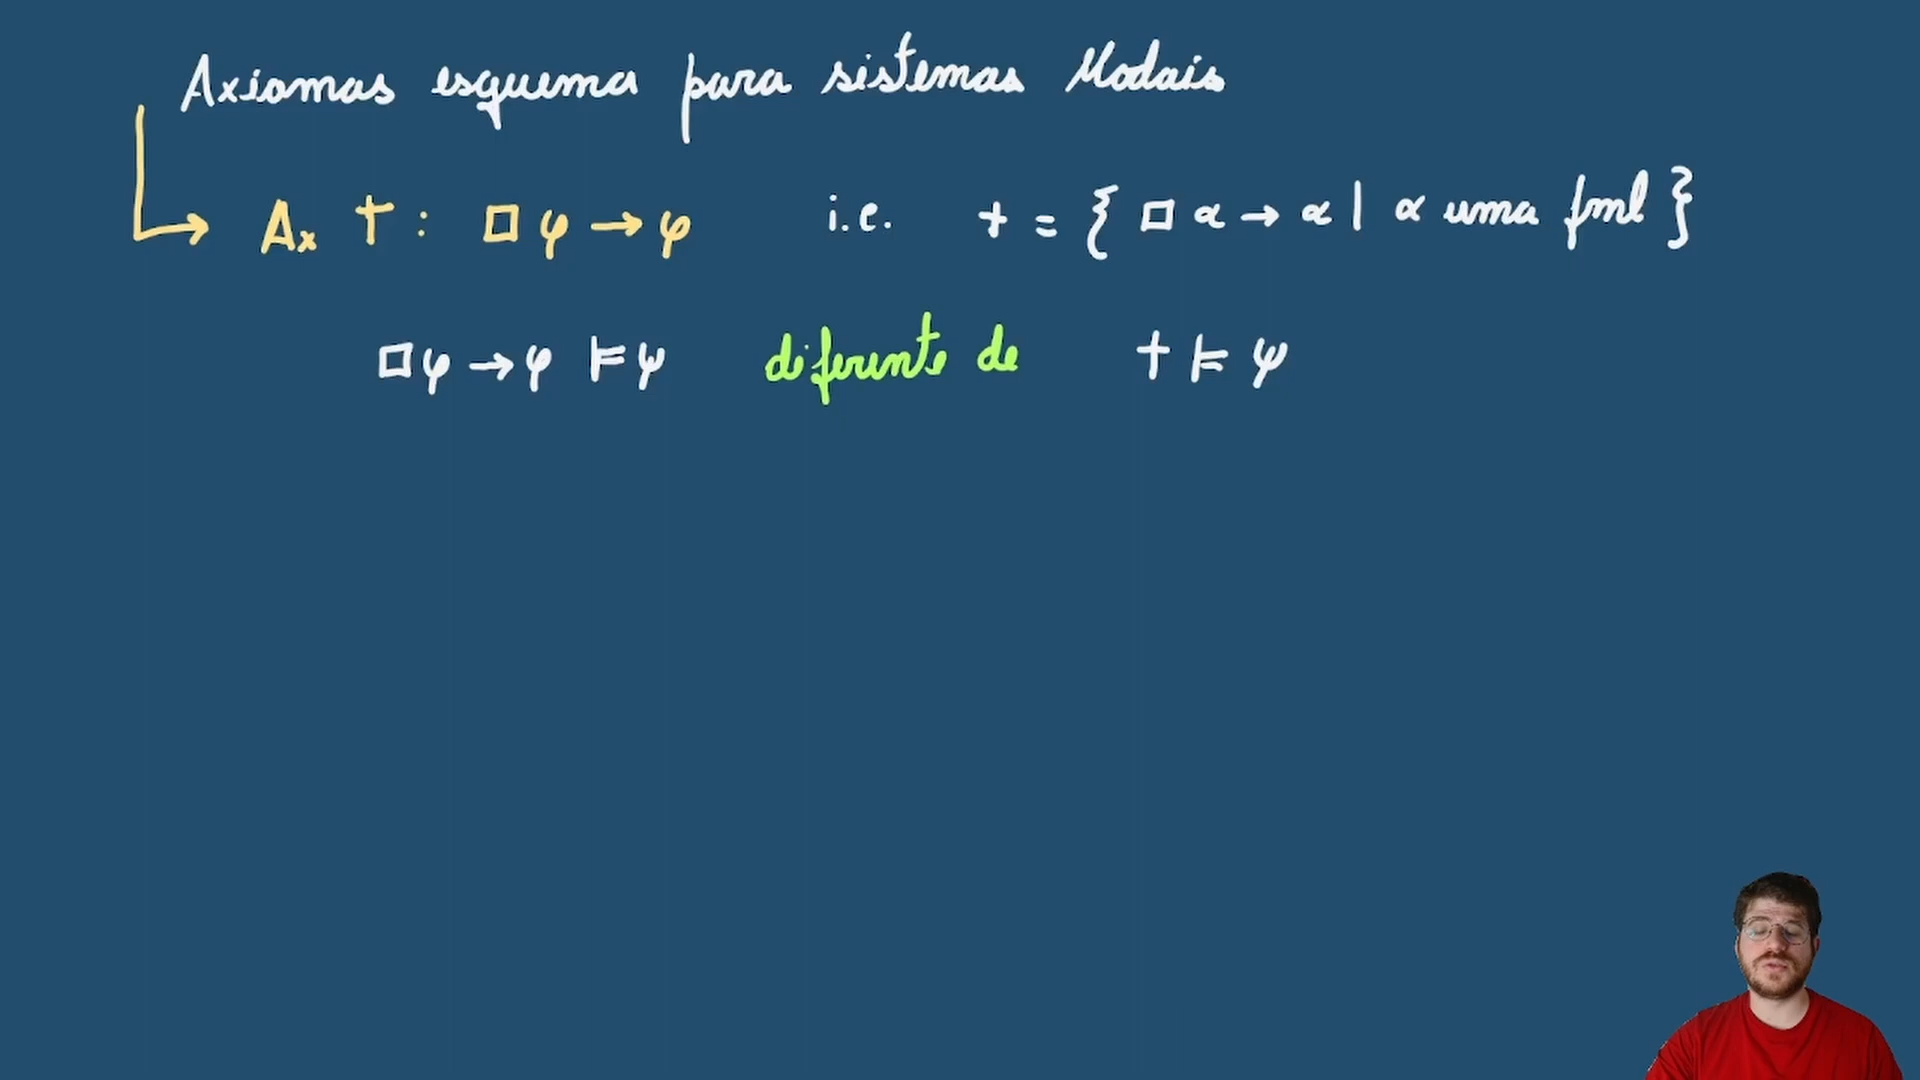 Axiomas esquema para sistemas Modais
Ax T: □φ → φ i.e. T = { □α → α | α uma fml }
□φ → φ ⊨ ψ diferente de T ⊨ ψ